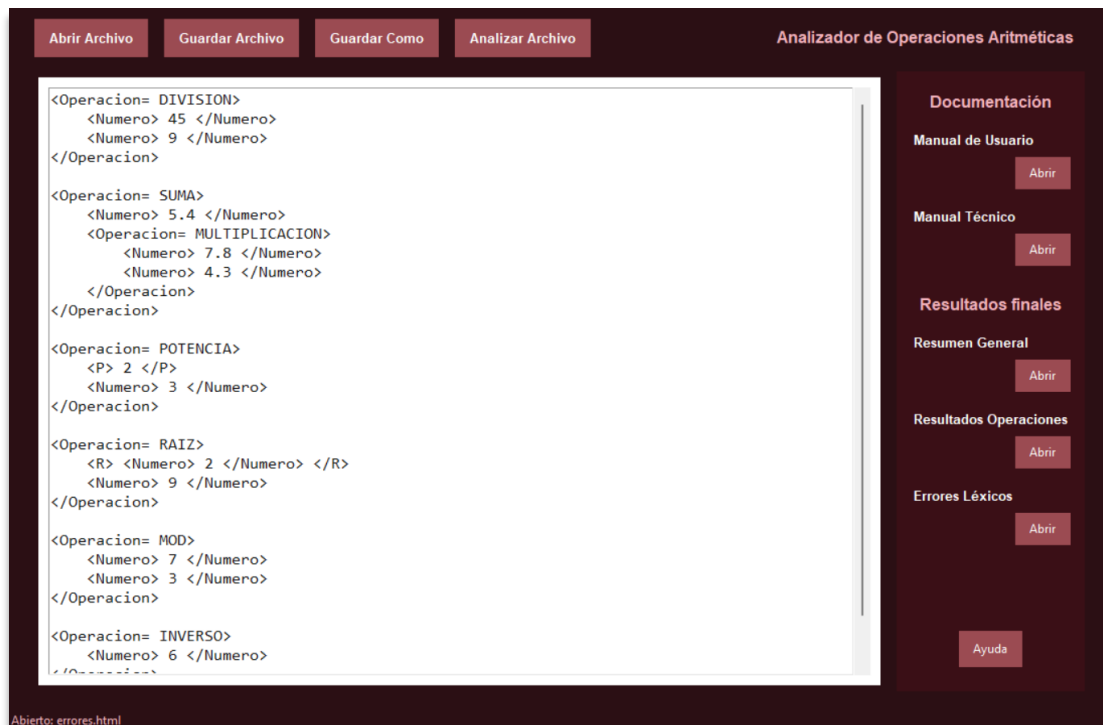 Abrir Archivo Guardar Archivo Guardar Como Analizar Archivo Analizador de Operaciones Aritméticas
<Operacion= DIVISION>
    <Numero> 45 </Numero>
    <Numero> 9 </Numero>
</Operacion>

<Operacion= SUMA>
    <Numero> 5.4 </Numero>
    <Operacion= MULTIPLICACION>
        <Numero> 7.8 </Numero>
        <Numero> 4.3 </Numero>
    </Operacion>
</Operacion>

<Operacion= POTENCIA>
    <P> 2 </P>
    <Numero> 3 </Numero>
</Operacion>

<Operacion= RAIZ>
    <R> <Numero> 2 </Numero> </R>
    <Numero> 9 </Numero>
</Operacion>

<Operacion= MOD>
    <Numero> 7 </Numero>
    <Numero> 3 </Numero>
</Operacion>

<Operacion= INVERSO>
    <Numero> 6 </Numero>
Documentación
Manual de Usuario
Abrir
Manual Técnico
Abrir
Resultados finales
Resumen General
Abrir
Resultados Operaciones
Abrir
Errores Léxicos
Abrir
Ayuda
Abierto: errores.html